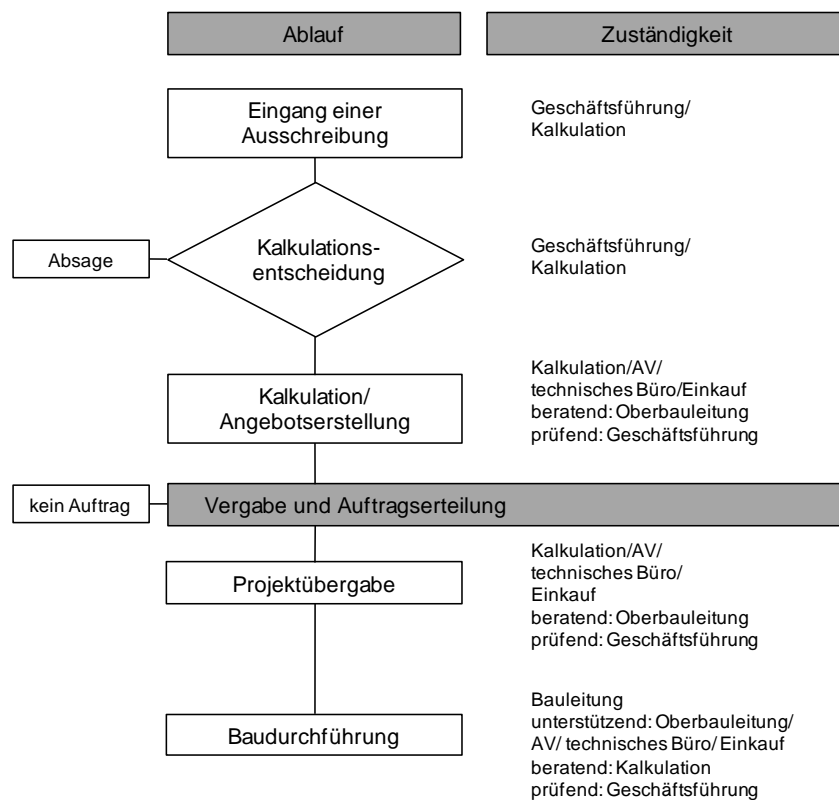 Ablauf
Zuständigkeit
Eingang einer
Ausschreibung
Geschäftsführung/
Kalkulation
Absage
Kalkulations-
entscheidung
Geschäftsführung/
Kalkulation
Kalkulation/
Angebotserstellung
Kalkulation/AV/
technisches Büro/Einkauf
beratend: Oberbauleitung
prüfend: Geschäftsführung
kein Auftrag
Vergabe und Auftragserteilung
Projektübergabe
Kalkulation/AV/
technisches Büro/
Einkauf
beratend: Oberbauleitung
prüfend: Geschäftsführung
Baudurchführung
Bauleitung
unterstützend: Oberbauleitung/
AV/ technisches Büro/ Einkauf
beratend: Kalkulation
prüfend: Geschäftsführung